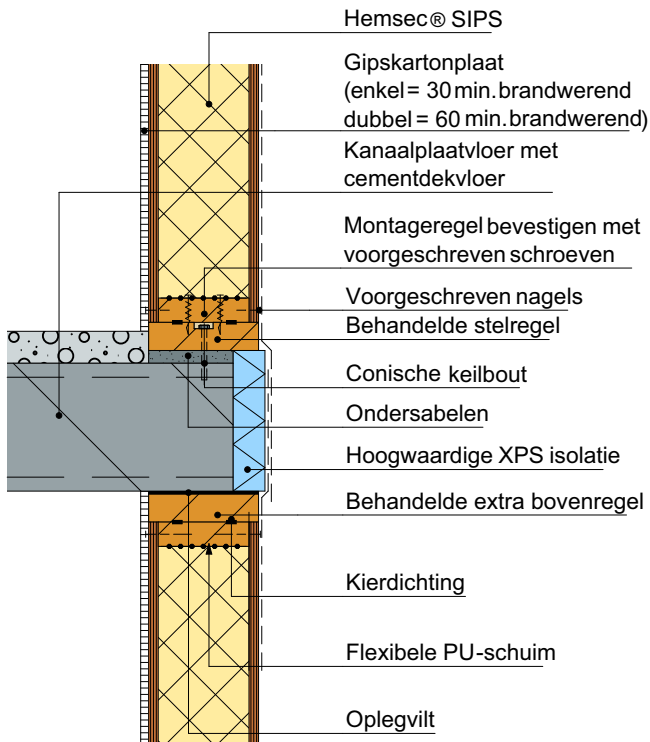 Hemsec® SIPS
Gipskartonplaat
(enkel = 30 min. brandwerend
dubbel = 60 min. brandwerend)
Kanaalplaatvloer met
cementdekvloer
Montageregel bevestigen met
voorgeschreven schroeven
Voorgeschreven nagels
Behandelde stelregel
Conische keilbout
Ondersabelen
Hoogwaardige XPS isolatie
Behandelde extra bovenregel
Kierdichting
Flexibele PU-schuim
Oplegvilt